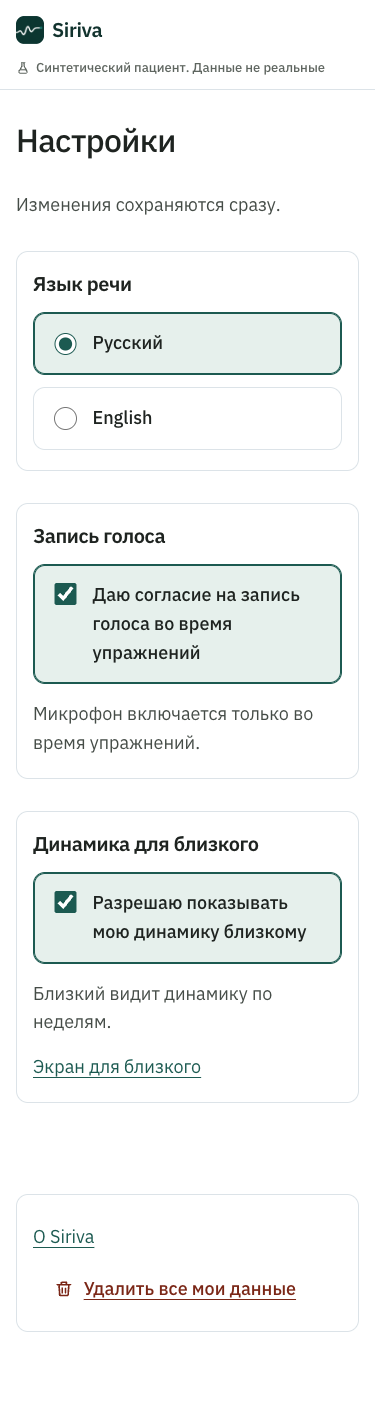 Siriva
Синтетический пациент. Данные не реальные
Настройки
Изменения сохраняются сразу.
Язык речи
Русский
English
Запись голоса
Даю согласие на запись
голоса во время
упражнений
Микрофон включается только во
время упражнений.
Динамика для близкого
Разрешаю показывать
мою динамику близкому
Близкий видит динамику по
неделям.
Экран для близкого
О Siriva
Удалить все мои данные